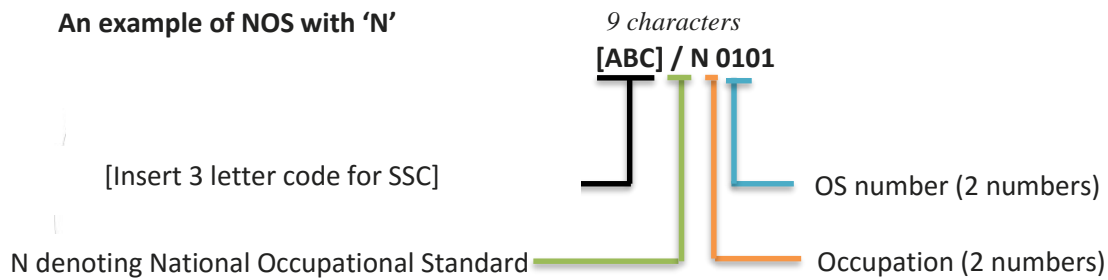 An example of NOS with ‘N’
9 characters
[ABC] / N 0101
[Insert 3 letter code for SSC]
OS number (2 numbers)
N denoting National Occupational Standard
Occupation (2 numbers)